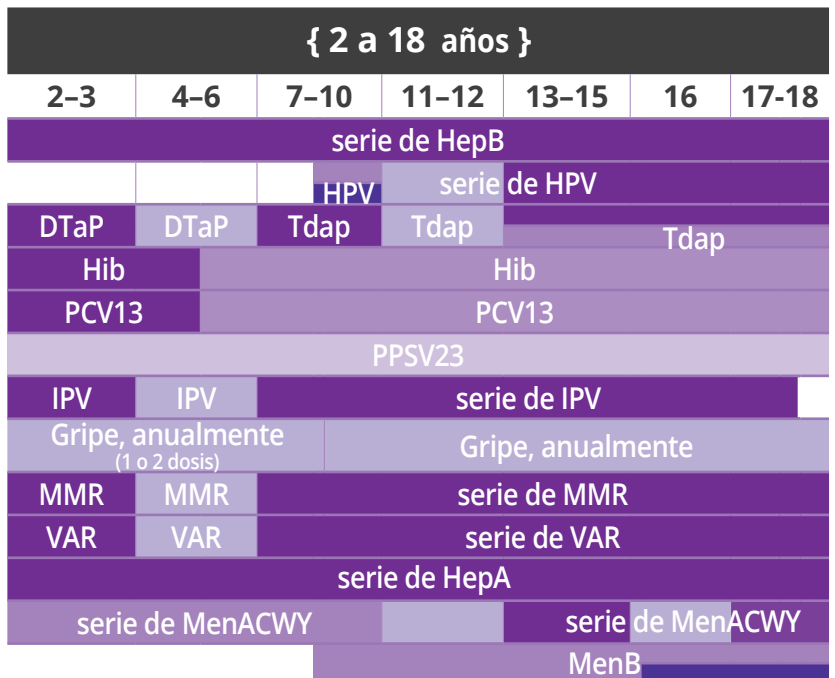 { 2 a 18 años }
2–3 4–6 7–10 11–12 13–15 16 17-18
serie de HepB
HPV serie de HPV
DTaP DTaP Tdap Tdap Tdap
Hib Hib
PCV13 PCV13
PPSV23
IPV IPV serie de IPV
Gripe, anualmente Gripe, anualmente
(1 o 2 dosis)
MMR MMR serie de MMR
VAR VAR serie de VAR
serie de HepA
serie de MenACWY serie de MenACWY
MenB